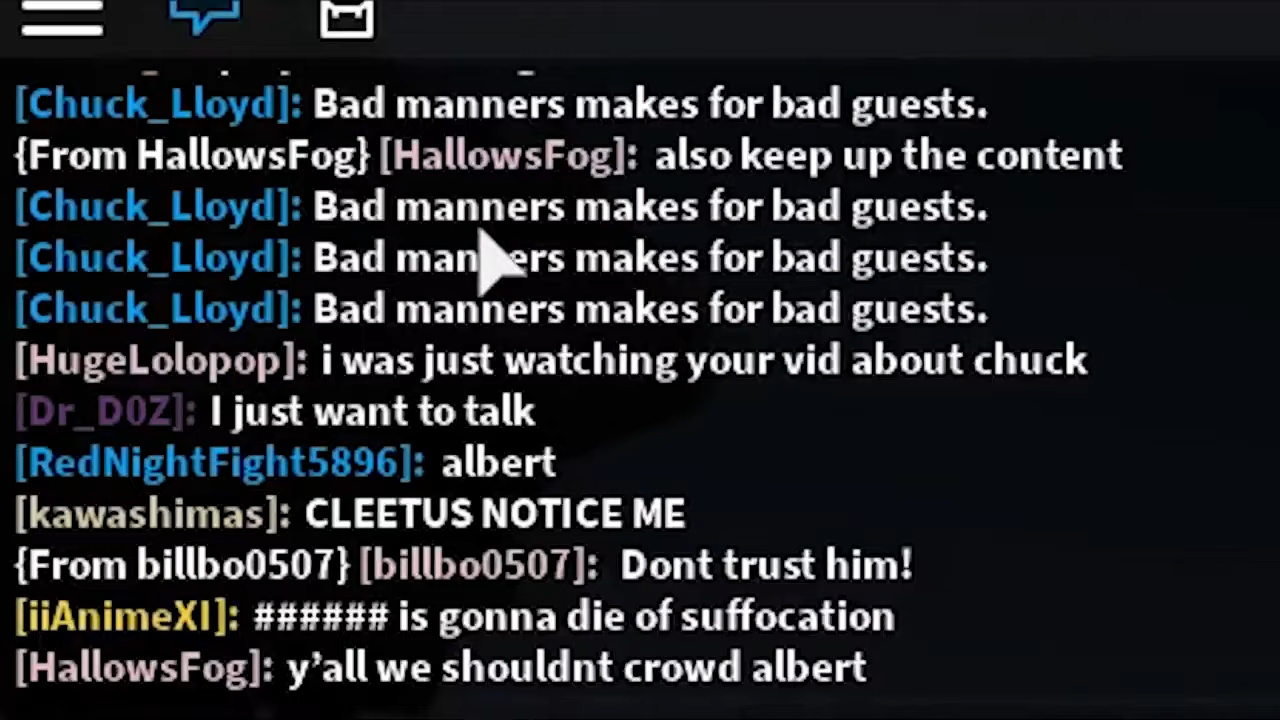 [Chuck_Lloyd]: Bad manners makes for bad guests.
{From HallowsFog} [HallowsFog]: also keep up the content
[Chuck_Lloyd]: Bad manners makes for bad guests.
[Chuck_Lloyd]: Bad manners makes for bad guests.
[Chuck_Lloyd]: Bad manners makes for bad guests.
[HugeLolopop]: i was just watching your vid about chuck
[Dr_D0Z]: I just want to talk
[RedNightFight5896]: albert
[kawashimas]: CLEETUS NOTICE ME
{From billbo0507} [billbo0507]: Dont trust him!
[iiAnimeXI]: ###### is gonna die of suffocation
[HallowsFog]: y’all we shouldnt crowd albert